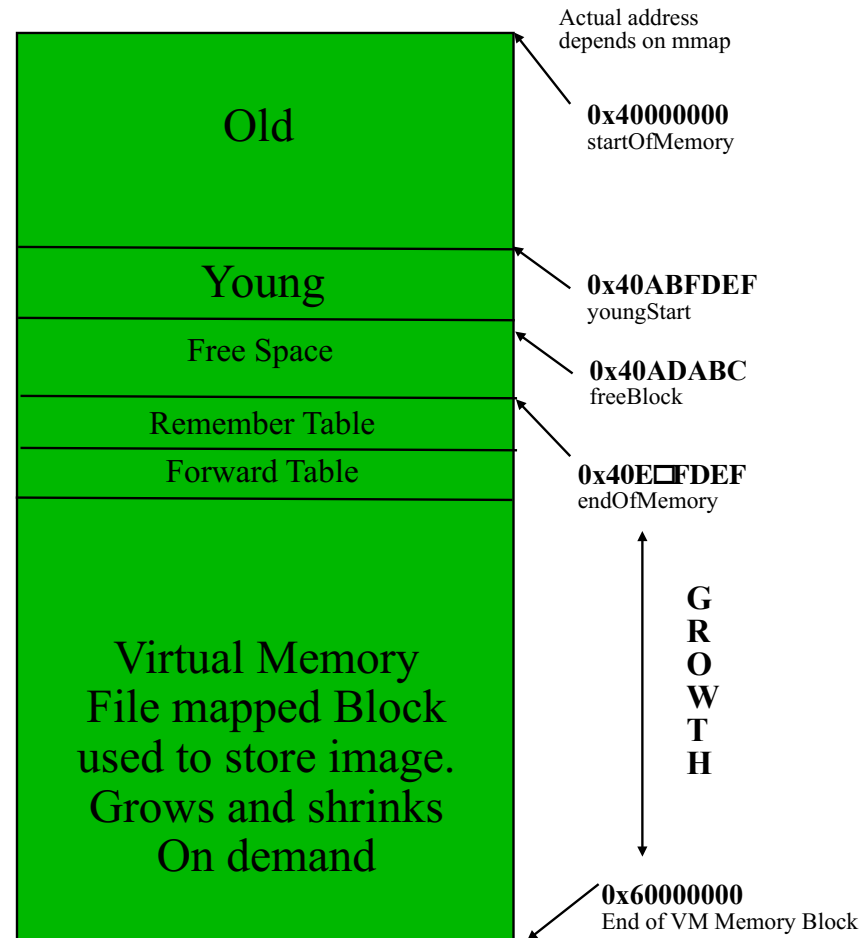 Actual address
depends on mmap
Old
0x40000000
startOfMemory
Young
0x40ABFDEF
youngStart
Free Space
0x40ADABC
freeBlock
Remember Table
Forward Table
0x40E□FDEF
endOfMemory
G
R
O
W
T
H
Virtual Memory
File mapped Block
used to store image.
Grows and shrinks
On demand
0x60000000
End of VM Memory Block